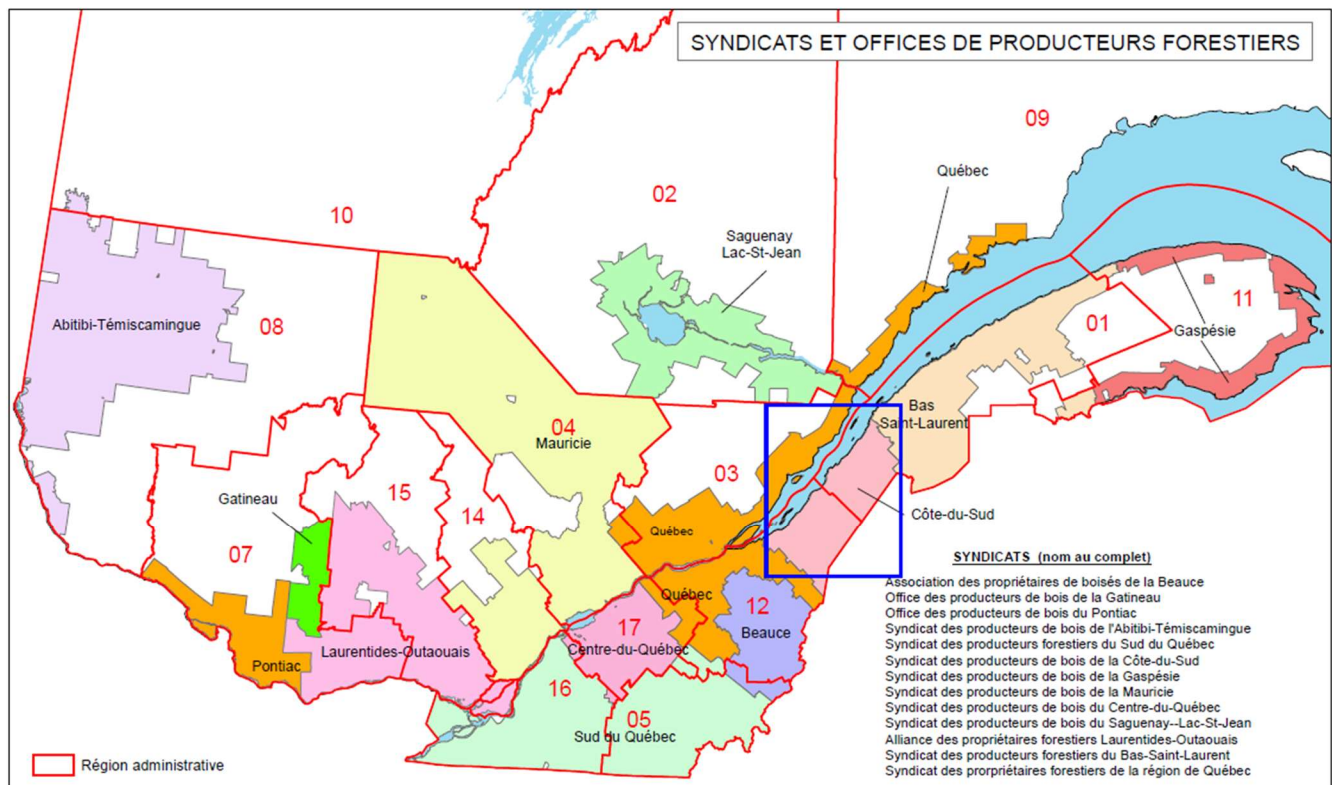 SYNDICATS ET OFFICES DE PRODUCTEURS FORESTIERS
09
Québec
02
10
Saguenay
Lac-St-Jean
11
01
Abitibi-Témiscamingue
08
Gaspésie
Bas
Saint-Laurent
04
Mauricie
03
15
Gatineau
14
Côte-du-Sud
Québec
07
Québec
12
17
Beauce
Laurentides-Outaouais
Centre-du-Québec
Pontiac
16
05
Sud du Québec
Région administrative
SYNDICATS (nom au complet)
Association des propriétaires de boisés de la Beauce
Office des producteurs de bois de la Gatineau
Office des producteurs de bois du Pontiac
Syndicat des producteurs de bois de l'Abitibi-Témiscamingue
Syndicat des producteurs forestiers du Sud du Québec
Syndicat des producteurs de bois de la Côte-du-Sud
Syndicat des producteurs de bois de la Gaspésie
Syndicat des producteurs de bois de la Mauricie
Syndicat des producteurs de bois du Centre-du-Québec
Syndicat des producteurs de bois du Saguenay--Lac-St-Jean
Alliance des propriétaires forestiers Laurentides-Outaouais
Syndicat des producteurs forestiers du Bas-Saint-Laurent
Syndicat des prorpriétaires forestiers de la région de Québec